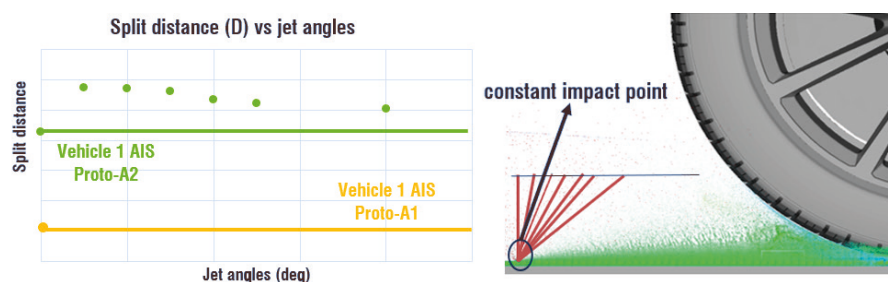 Split distance (D) vs jet angles
Split distance
Vehicle 1 AIS
Proto-A2
Vehicle 1 AIS
Proto-A1
Jet angles (deg)
constant impact point